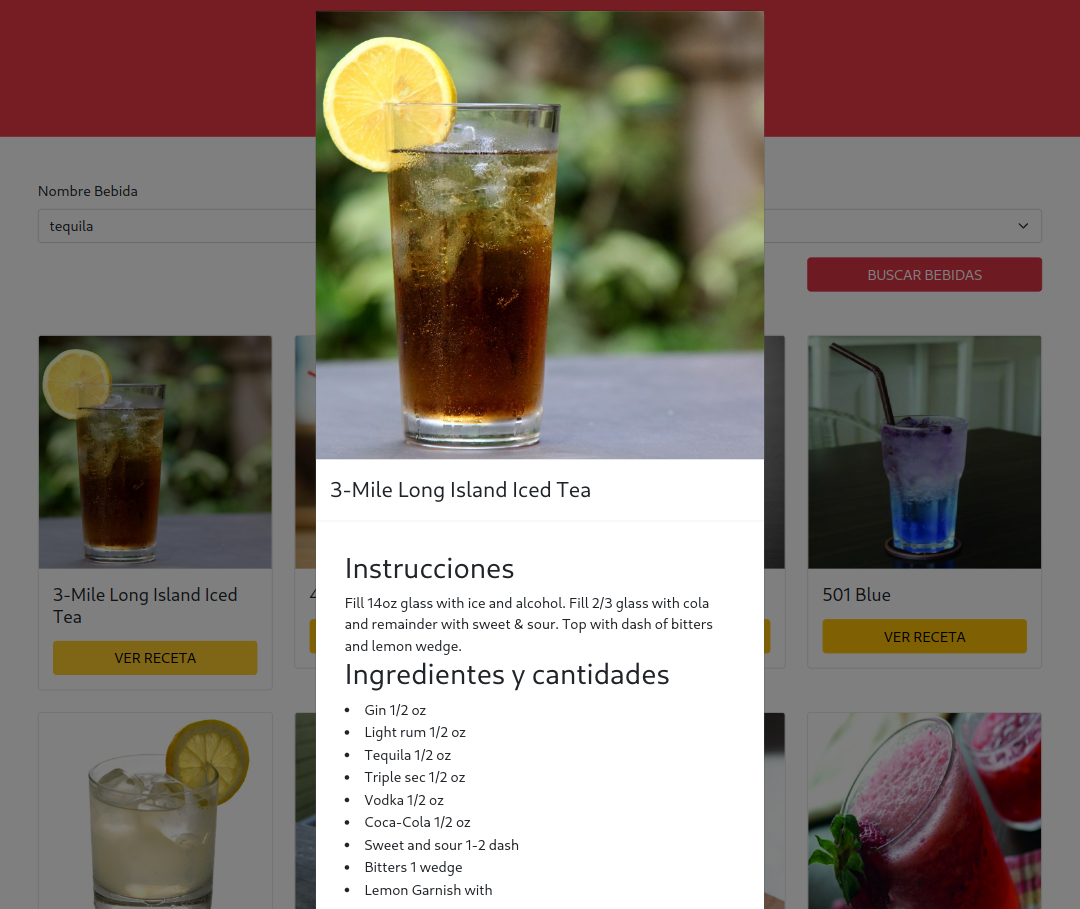 Nombre Bebida
tequila
BUSCAR BEBIDAS
3-Mile Long Island Iced Tea
Instrucciones
Fill 14oz glass with ice and alcohol. Fill 2/3 glass with cola
and remainder with sweet & sour. Top with dash of bitters
and lemon wedge.
Ingredientes y cantidades
Gin 1/2 oz
Light rum 1/2 oz
Tequila 1/2 oz
Triple sec 1/2 oz
Vodka 1/2 oz
Coca-Cola 1/2 oz
Sweet and sour 1-2 dash
Bitters 1 wedge
Lemon Garnish with
3-Mile Long Island Iced
Tea
VER RECETA
501 Blue
VER RECETA